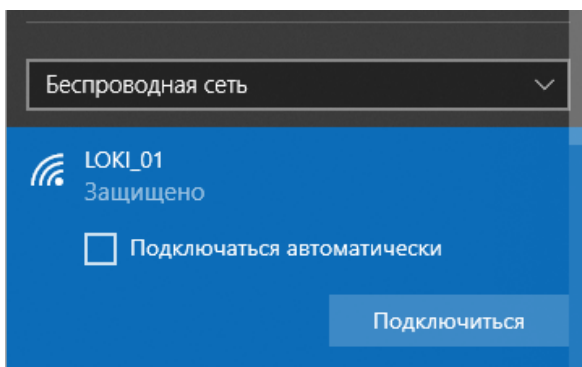 Беспроводная сеть
LOKI_01
Защищено
Подключаться автоматически
Подключиться